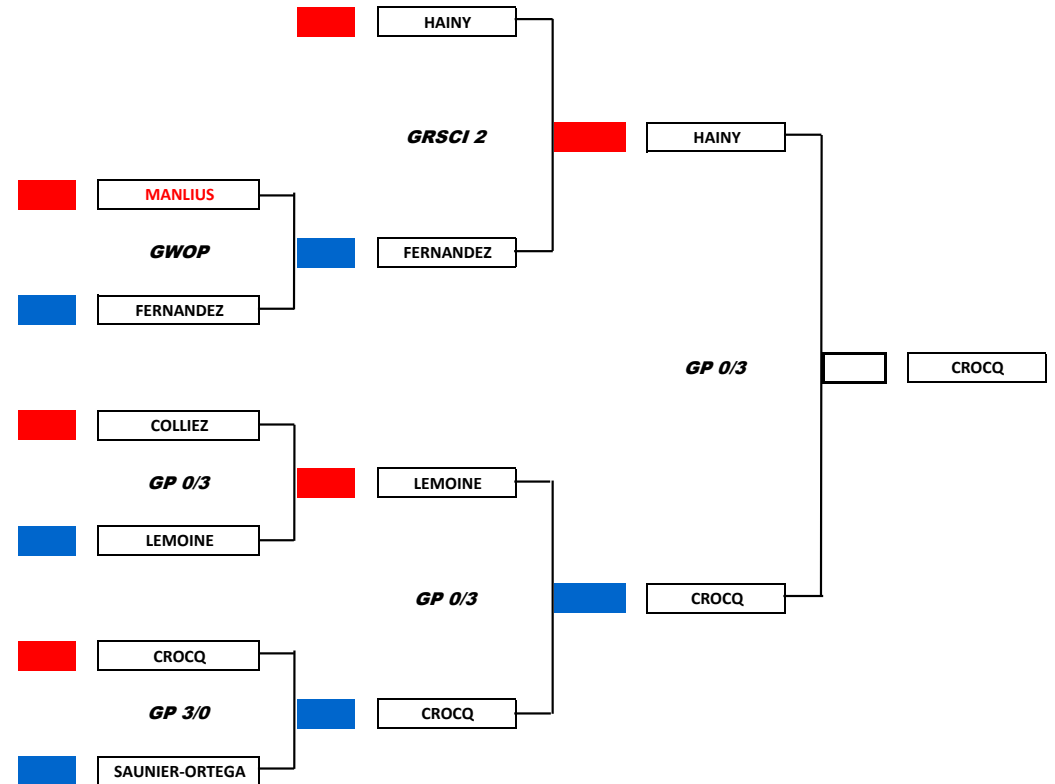 HAINY
GRSCI 2
HAINY
MANLIUS
GWOP
FERNANDEZ
FERNANDEZ
GP 0/3
CROCQ
COLLIEZ
GP 0/3
LEMOINE
LEMOINE
GP 0/3
CROCQ
CROCQ
GP 3/0
CROCQ
SAUNIER-ORTEGA